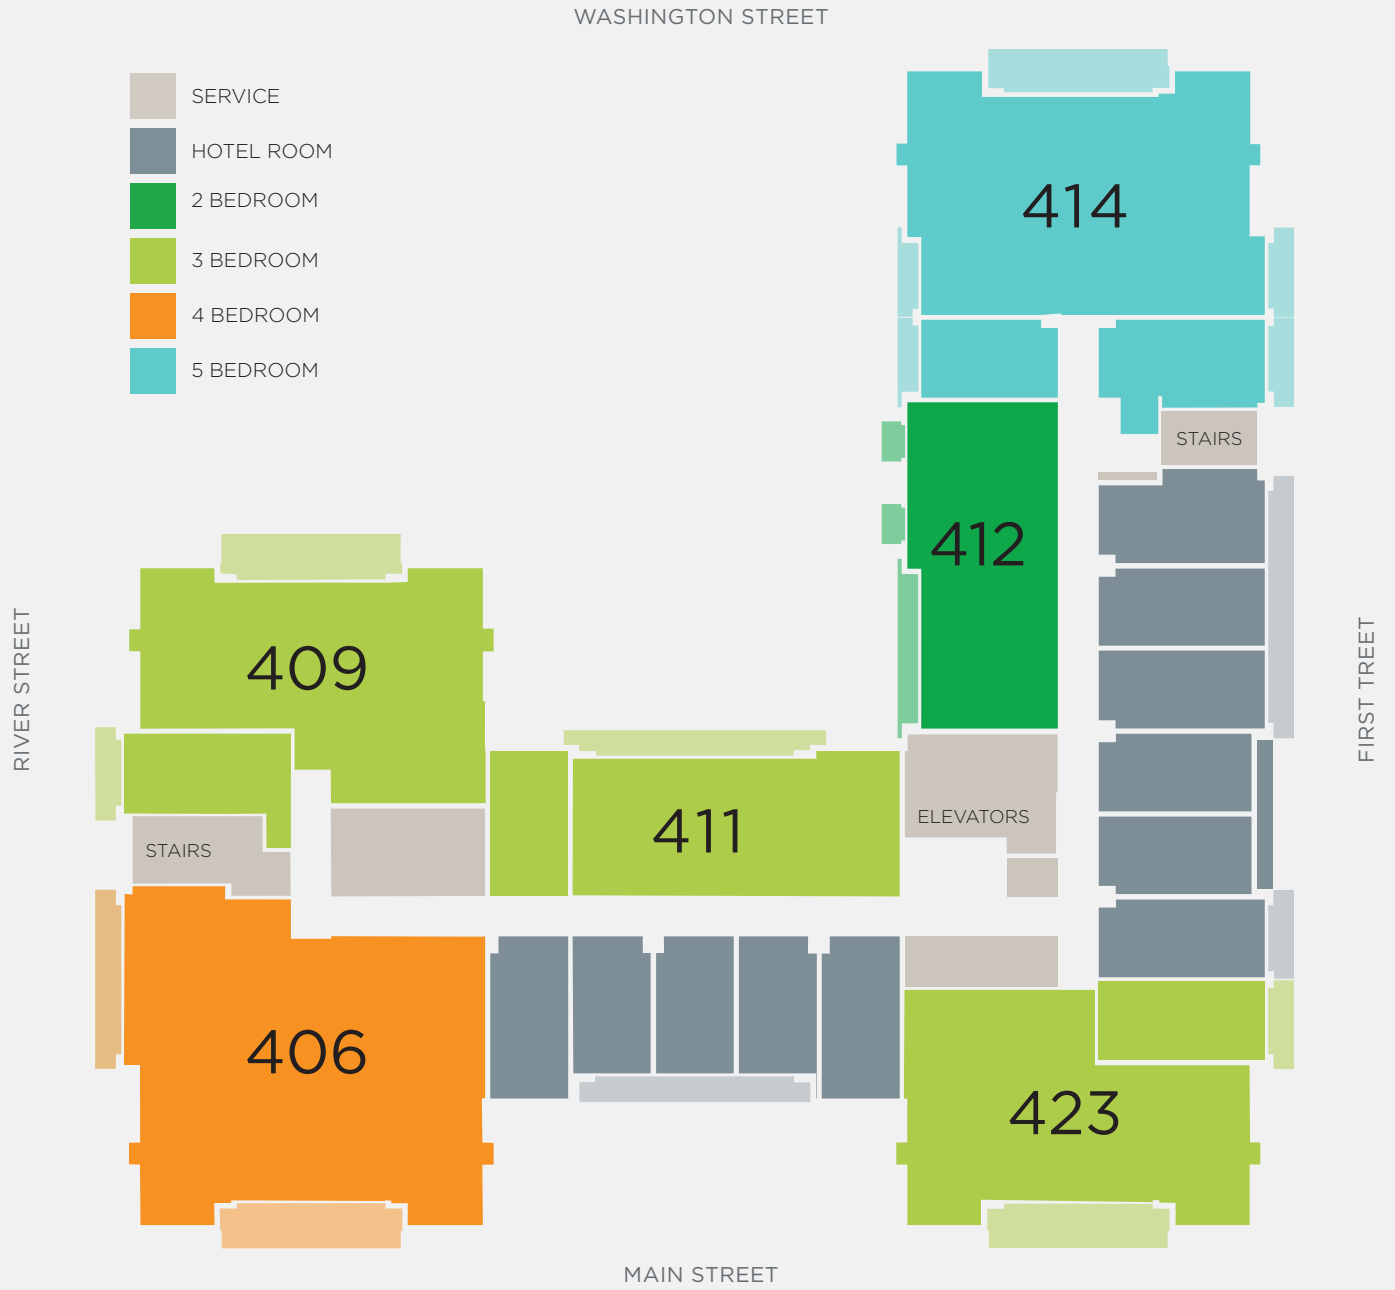 WASHINGTON STREET
SERVICE
HOTEL ROOM
2 BEDROOM
3 BEDROOM
4 BEDROOM
5 BEDROOM
414
STAIRS
412
RIVER STREET
FIRST TREET
409
411
ELEVATORS
STAIRS
406
423
MAIN STREET